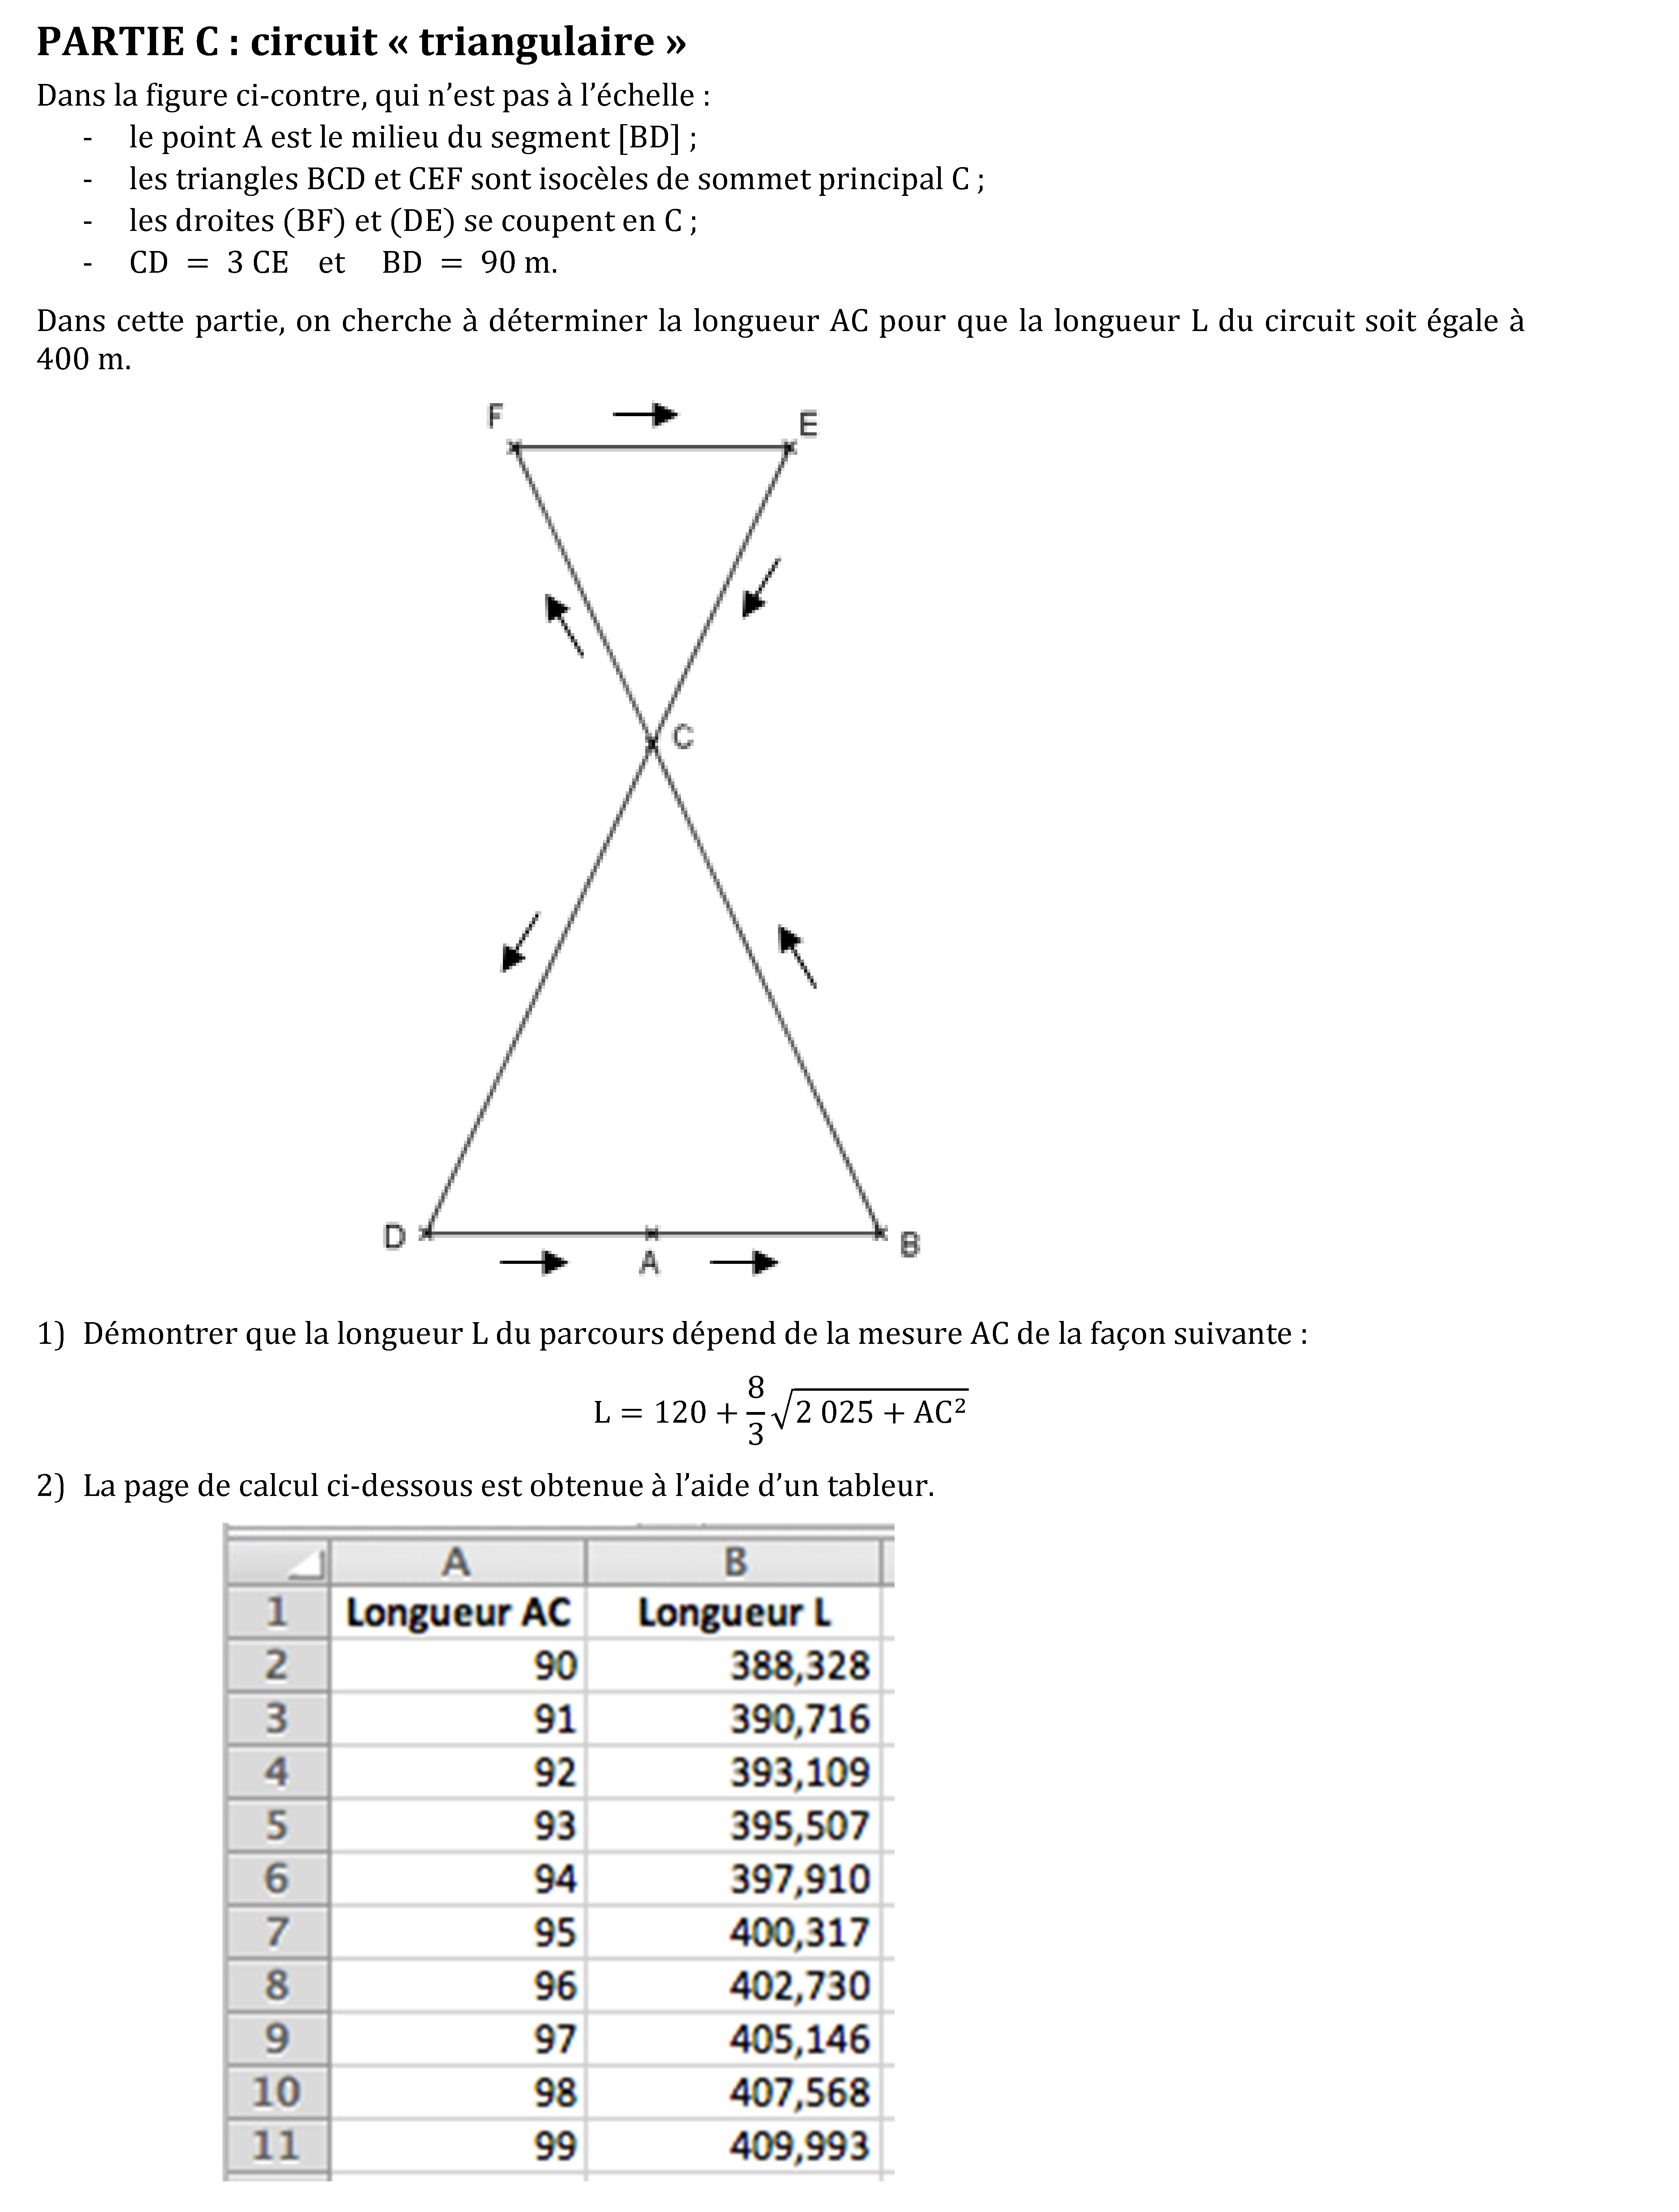 PARTIE C : circuit « triangulaire »
Dans la figure ci-contre, qui n’est pas à l’échelle :
- le point A est le milieu du segment [BD] ;
- les triangles BCD et CEF sont isocèles de sommet principal C ;
- les droites (BF) et (DE) se coupent en C ;
- CD = 3 CE et BD = 90 m.
Dans cette partie, on cherche à déterminer la longueur AC pour que la longueur L du circuit soit égale à
400 m.
F
E
C
D
A
B
1) Démontrer que la longueur L du parcours dépend de la mesure AC de la façon suivante :
L = 120 + 8/3 √(2 025 + AC²)
2) La page de calcul ci-dessous est obtenue à l’aide d’un tableur.
A B
1 Longueur AC Longueur L
2 90 388,328
3 91 390,716
4 92 393,109
5 93 395,507
6 94 397,910
7 95 400,317
8 96 402,730
9 97 405,146
10 98 407,568
11 99 409,993